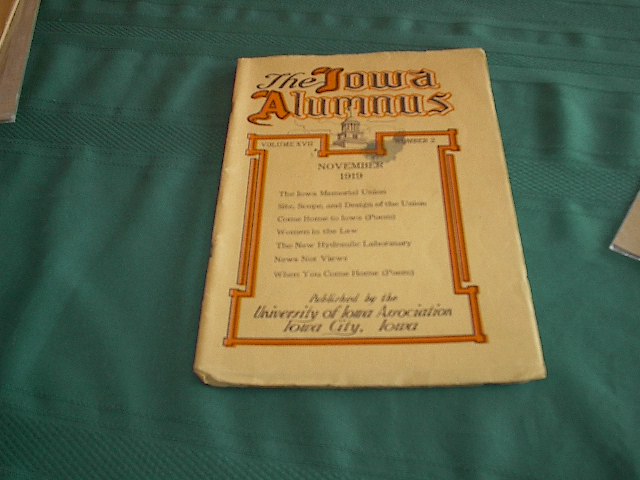 The Iowa
Alumnus
VOLUME XVII NUMBER 2
NOVEMBER
1919
The Iowa Memorial Union
Site, Scope, and Design of the Union
Come Home to Iowa (Poem)
Women in the Law
The New Hydraulic Laboratory
News Not Views
When You Come Home (Poem)
Published by the
University of Iowa Association
Iowa City, Iowa